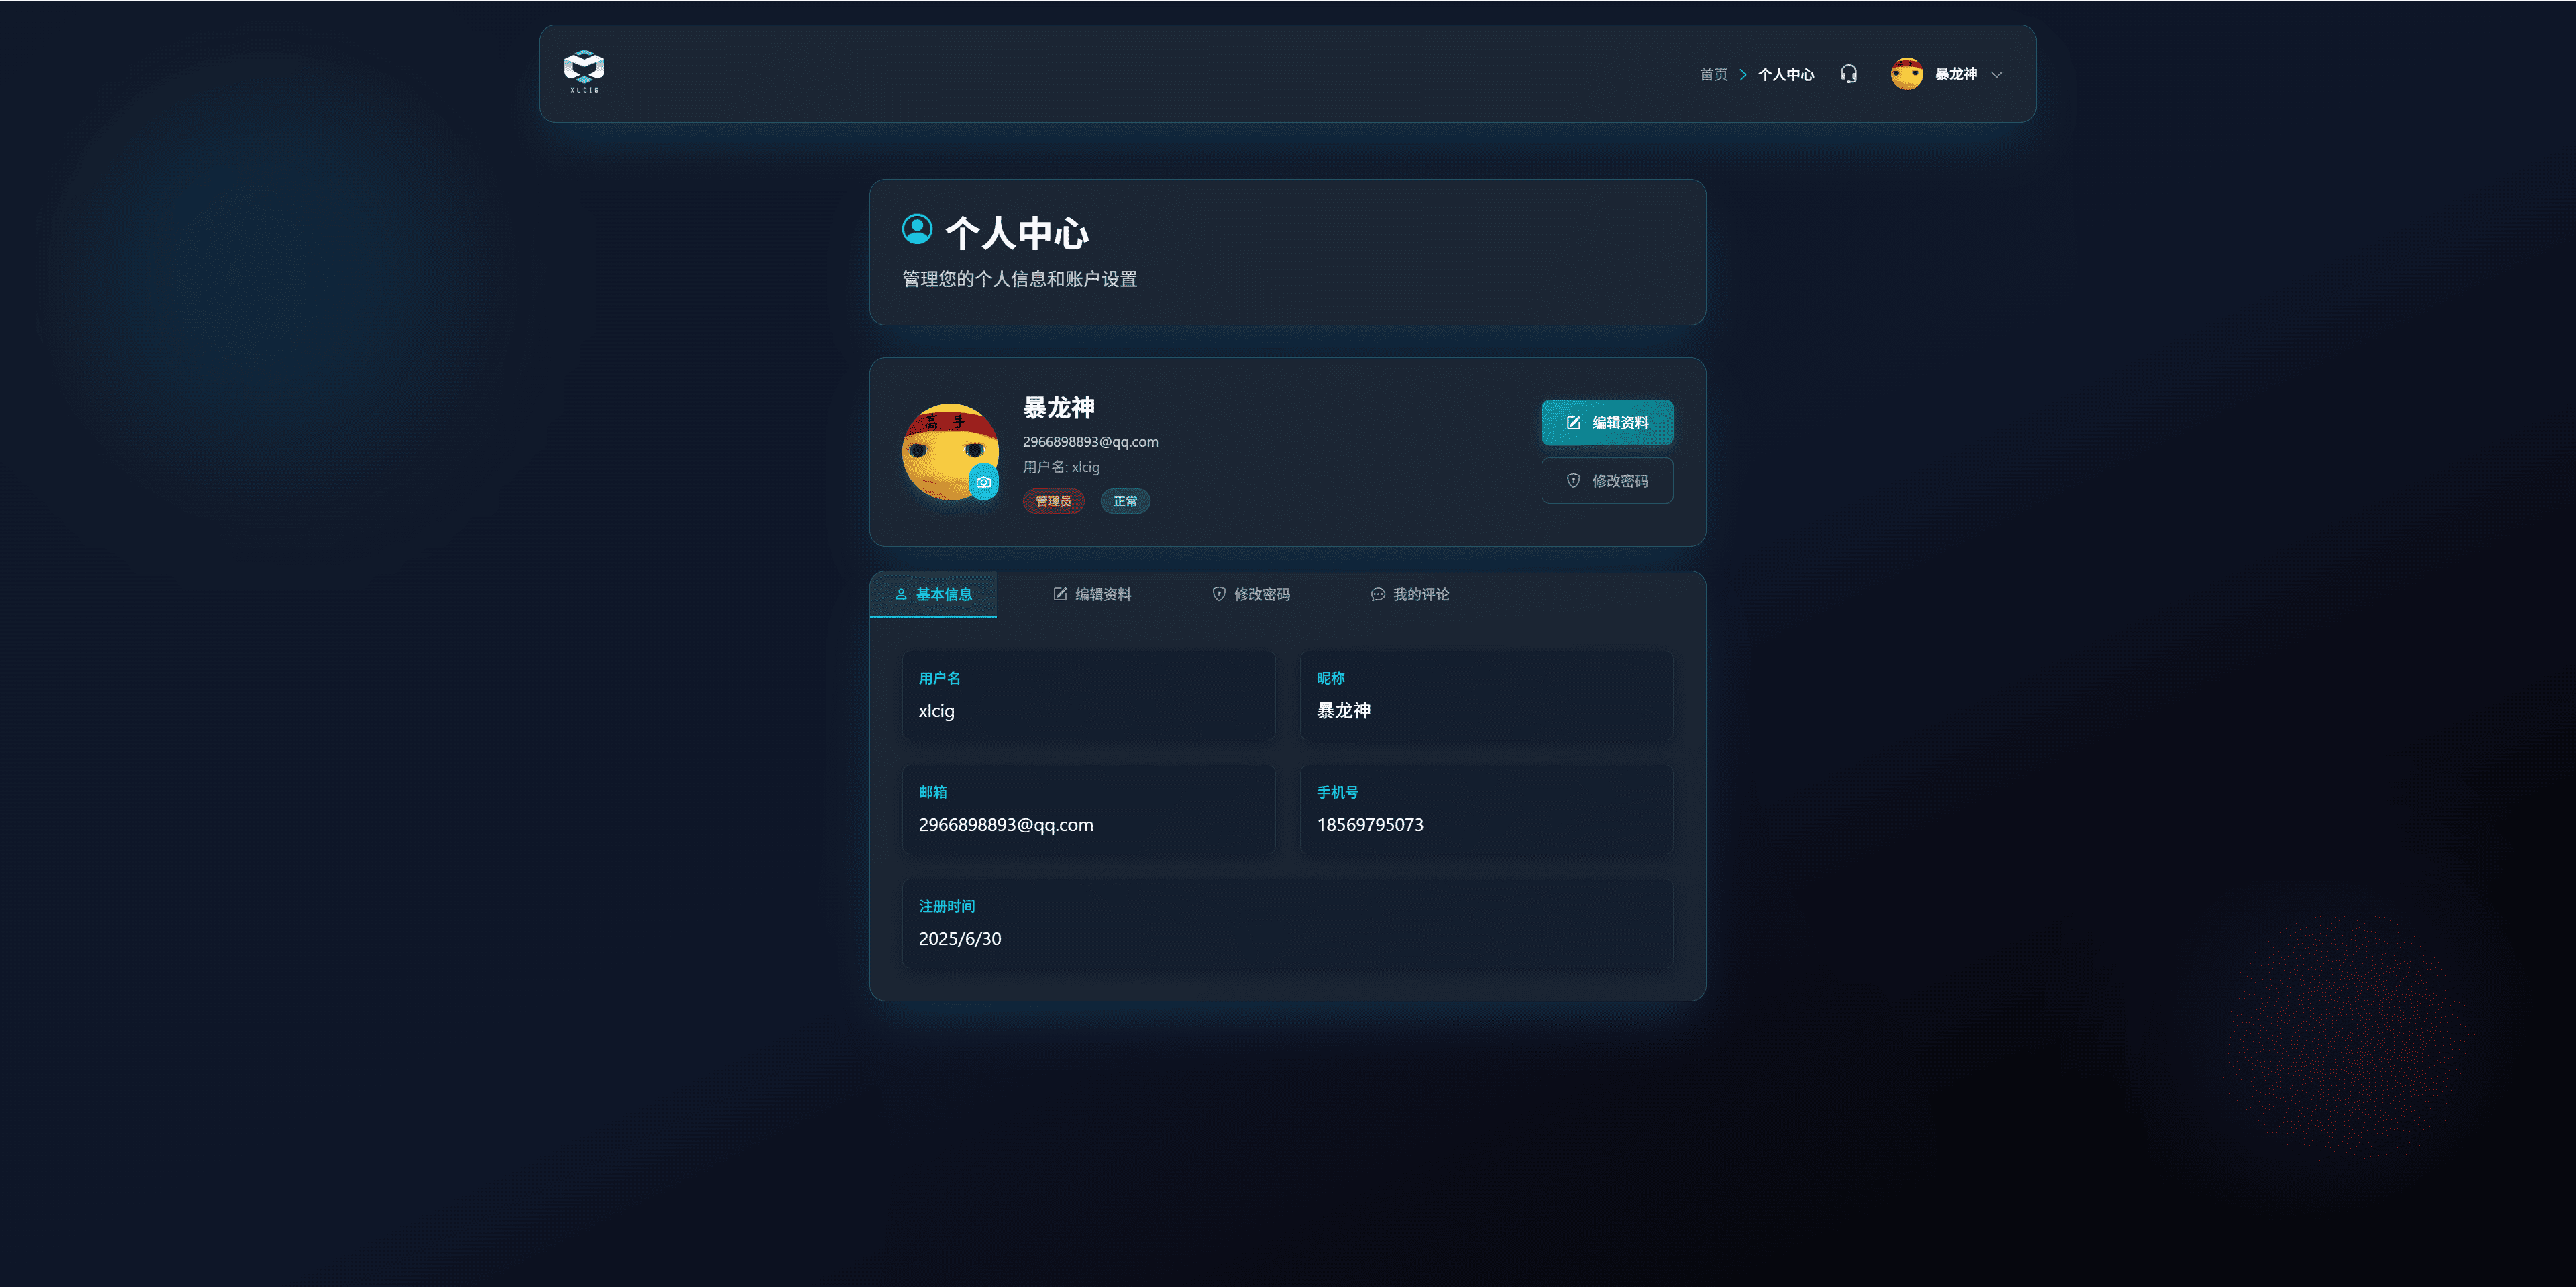 XLCIG
首页 个人中心 暴龙神
个人中心
管理您的个人信息和账户设置
高手
暴龙神
2966898893@qq.com
用户名: xlcig
管理员 正常
编辑资料
修改密码
基本信息 编辑资料 修改密码 我的评论
用户名
xlcig
昵称
暴龙神
邮箱
2966898893@qq.com
手机号
18569795073
注册时间
2025/6/30